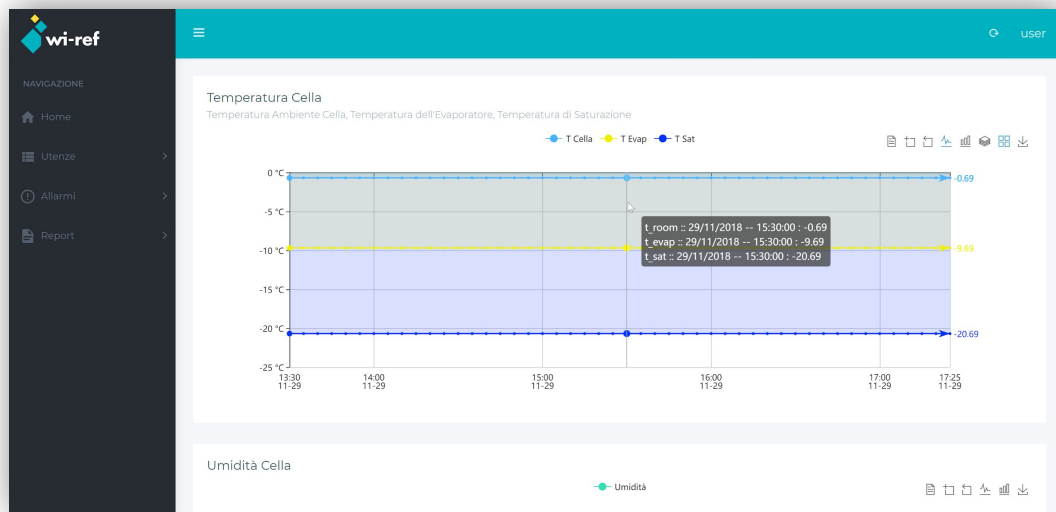 wi-ref
user
NAVIGAZIONE
Home
Utenze
Allarmi
Report
Temperatura Cella
Temperatura Ambiente Cella, Temperatura dell'Evaporatore, Temperatura di Saturazione
T Cella T Evap T Sat
0 °C
-5 °C
-10 °C
-15 °C
-20 °C
-25 °C
-0.69
-9.69
-20.69
t_room :: 29/11/2018 -- 15:30:00 : -0.69
t_evap :: 29/11/2018 -- 15:30:00 : -9.69
t_sat :: 29/11/2018 -- 15:30:00 : -20.69
13:30 14:00 15:00 16:00 17:00 17:25
11-29 11-29 11-29 11-29 11-29 11-29
Umidità Cella
Umidità